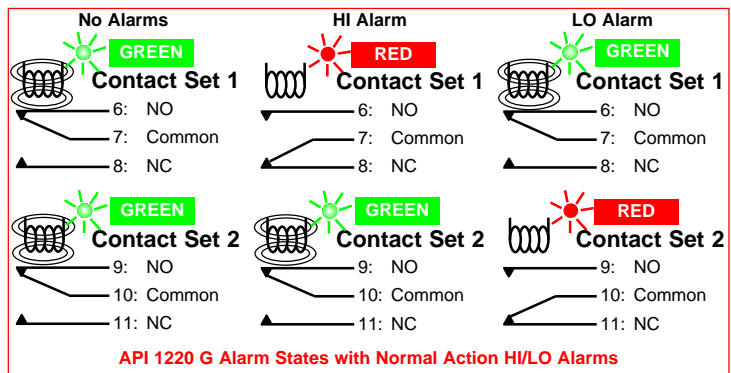 No Alarms
HI Alarm
LO Alarm
GREEN
RED
GREEN
Contact Set 1
Contact Set 1
Contact Set 1
6: NO
6: NO
6: NO
7: Common
7: Common
7: Common
8: NC
8: NC
8: NC
GREEN
GREEN
RED
Contact Set 2
Contact Set 2
Contact Set 2
9: NO
9: NO
9: NO
10: Common
10: Common
10: Common
11: NC
11: NC
11: NC
API 1220 G Alarm States with Normal Action HI/LO Alarms